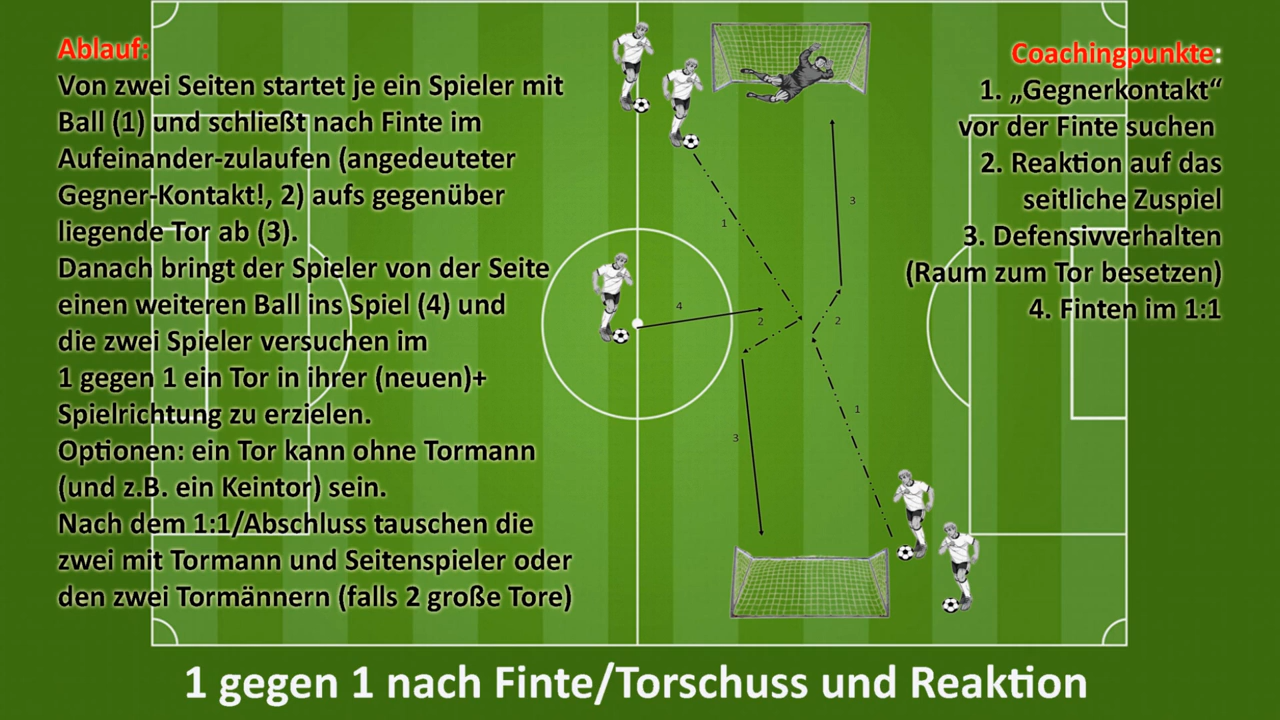 Ablauf:
Von zwei Seiten startet je ein Spieler mit
Ball (1) und schließt nach Finte im
Aufeinander-zulaufen (angedeuteter
Gegner-Kontakt!, 2) aufs gegenüber
liegende Tor ab (3).
Danach bringt der Spieler von der Seite
einen weiteren Ball ins Spiel (4) und
die zwei Spieler versuchen im
1 gegen 1 ein Tor in ihrer (neuen)+
Spielrichtung zu erzielen.
Optionen: ein Tor kann ohne Tormann
(und z.B. ein Keintor) sein.
Nach dem 1:1/Abschluss tauschen die
zwei mit Tormann und Seitenspieler oder
den zwei Tormännern (falls 2 große Tore)
Coachingpunkte:
1. „Gegnerkontakt“
vor der Finte suchen
2. Reaktion auf das
seitliche Zuspiel
3. Defensivverhalten
(Raum zum Tor besetzen)
4. Finten im 1:1
3
1
4
2
2
1
3
1 gegen 1 nach Finte/Torschuss und Reaktion